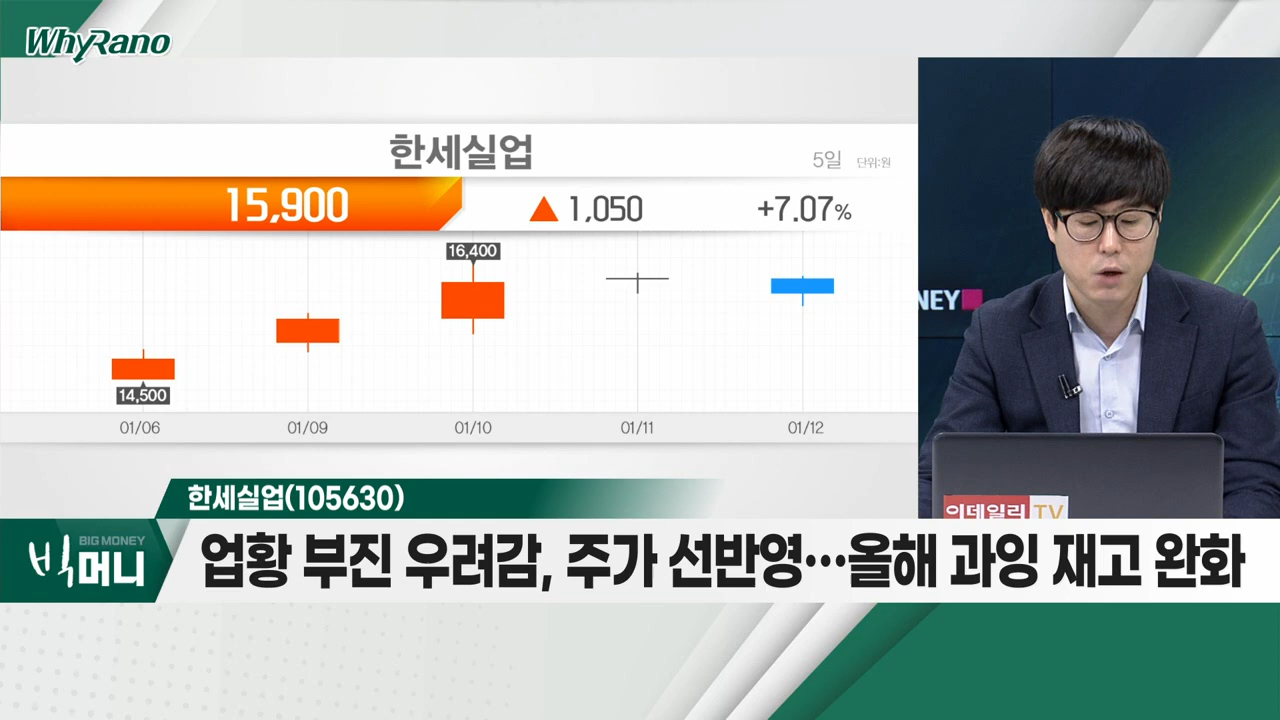 WhyRano
한세실업
5일 단위:원
15,900 ▲ 1,050 +7.07%
16,400
14,500
01/06 01/09 01/10 01/11 01/12
NEY
이데일리 TV
한세실업(105630)
BIG MONEY
빅머니
업황 부진 우려감, 주가 선반영…올해 과잉 재고 완화